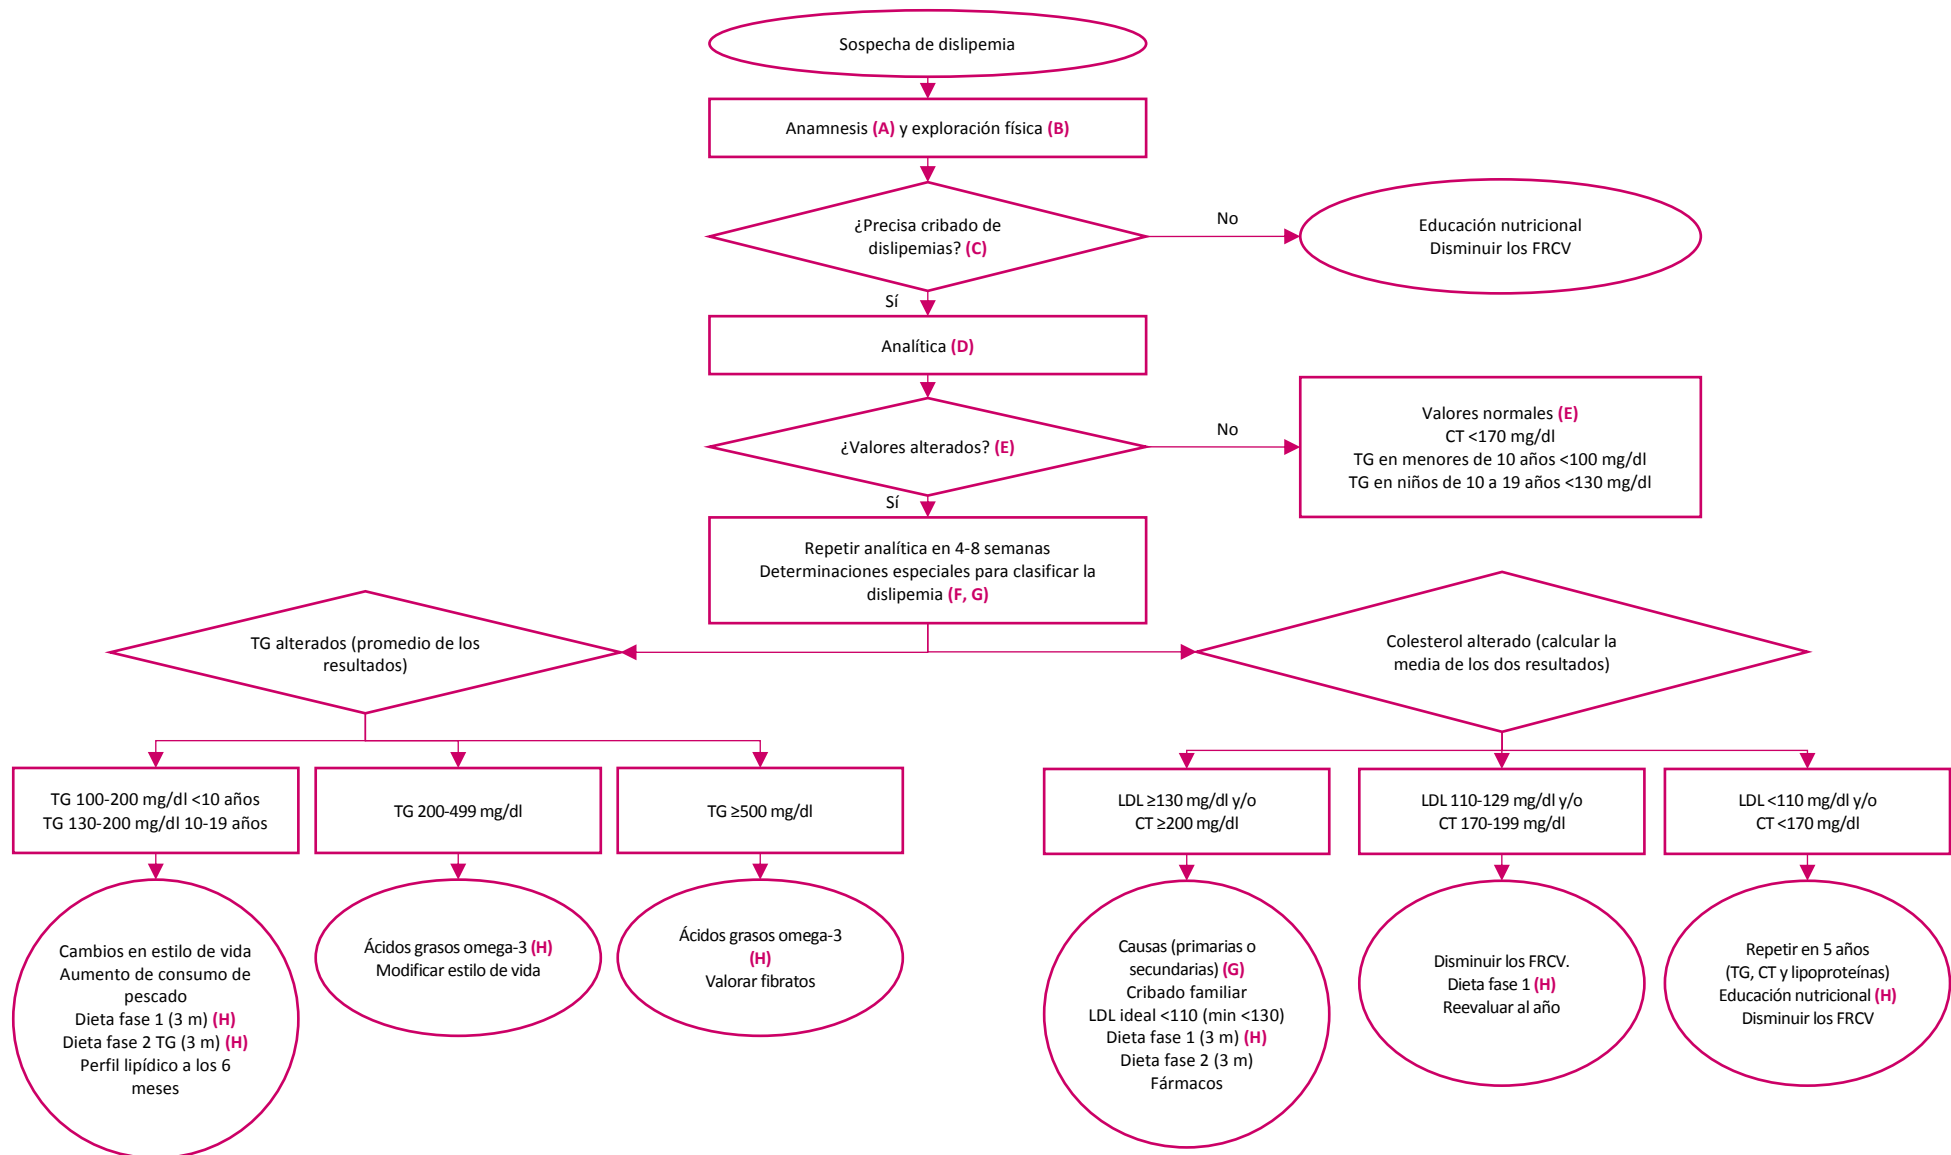 Sospecha de dislipemia
Anamnesis (A) y exploración física (B)
¿Precisa cribado de
dislipemias? (C)
No
Educación nutricional
Disminuir los FRCV
Sí
Analítica (D)
¿Valores alterados? (E)
No
Valores normales (E)
CT <170 mg/dl
TG en menores de 10 años <100 mg/dl
TG en niños de 10 a 19 años <130 mg/dl
Sí
Repetir analítica en 4-8 semanas
Determinaciones especiales para clasificar la
dislipemia (F, G)
TG alterados (promedio de los
resultados)
Colesterol alterado (calcular la
media de los dos resultados)
TG 100-200 mg/dl <10 años
TG 130-200 mg/dl 10-19 años
TG 200-499 mg/dl
TG ≥500 mg/dl
LDL ≥130 mg/dl y/o
CT ≥200 mg/dl
LDL 110-129 mg/dl y/o
CT 170-199 mg/dl
LDL <110 mg/dl y/o
CT <170 mg/dl
Cambios en estilo de vida
Aumento de consumo de
pescado
Dieta fase 1 (3 m) (H)
Dieta fase 2 TG (3 m) (H)
Perfil lipídico a los 6
meses
Ácidos grasos omega-3 (H)
Modificar estilo de vida
Ácidos grasos omega-3
(H)
Valorar fibratos
Causas (primarias o
secundarias) (G)
Cribado familiar
LDL ideal <110 (min <130)
Dieta fase 1 (3 m) (H)
Dieta fase 2 (3 m)
Fármacos
Disminuir los FRCV.
Dieta fase 1 (H)
Reevaluar al año
Repetir en 5 años
(TG, CT y lipoproteínas)
Educación nutricional (H)
Disminuir los FRCV